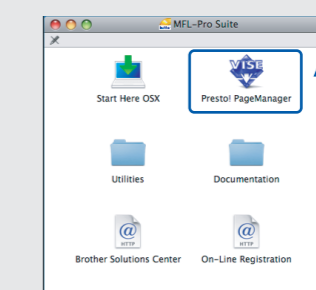 MFL-Pro Suite
VISE
Start Here OSX
Presto! PageManager
Utilities
Documentation
@
HTTP
@
HTTP
Brother Solutions Center
On-Line Registration